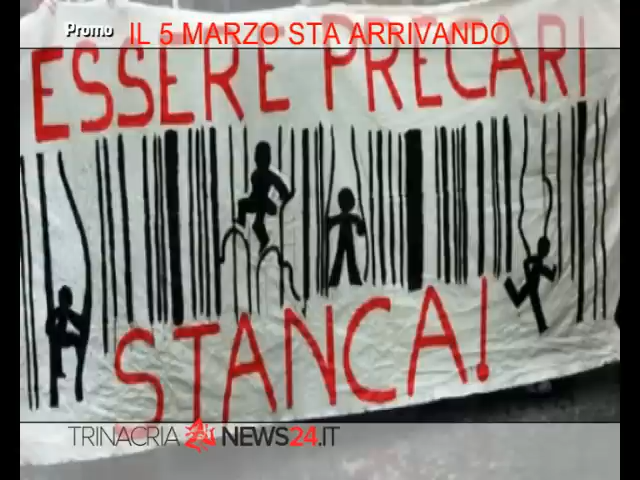 Promo IL 5 MARZO STA ARRIVANDO
ESSERE PRECARI
STANCA!
TRINACRIA NEWS24.IT